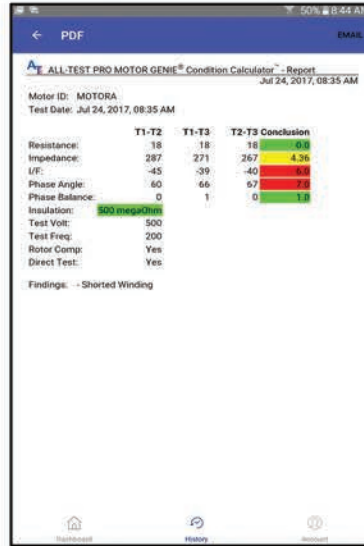 50% 8:44 AM
← PDF EMAIL
ALL-TEST PRO MOTOR GENIE® Condition Calculator™ - Report
Jul 24, 2017, 08:35 AM
Motor ID: MOTORA
Test Date: Jul 24, 2017, 08:35 AM
T1-T2 T1-T3 T2-T3 Conclusion
Resistance: 18 18 18 0.0
Impedance: 287 271 267 4.36
I/F: -45 -39 -40 6.0
Phase Angle: 60 66 67 7.0
Phase Balance: 0 1 0 1.0
Insulation: 500 megaOhm
Test Volt: 500
Test Freq: 200
Rotor Comp: Yes
Direct Test: Yes
Findings: - Shorted Winding
Dashboard History Account